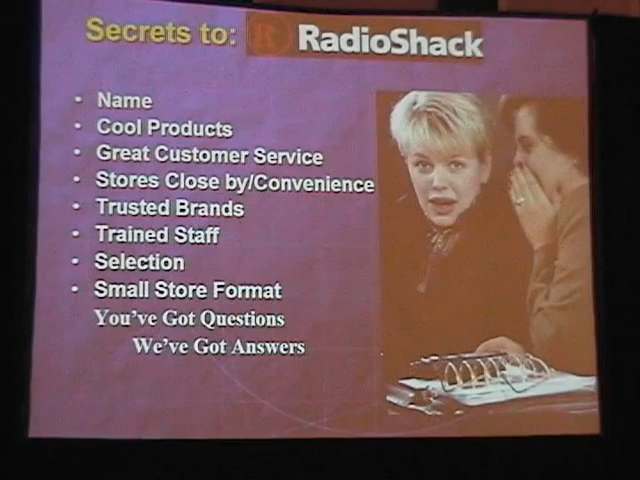 Secrets to: R RadioShack
• Name
• Cool Products
• Great Customer Service
• Stores Close by/Convenience
• Trusted Brands
• Trained Staff
• Selection
• Small Store Format
You've Got Questions
We've Got Answers